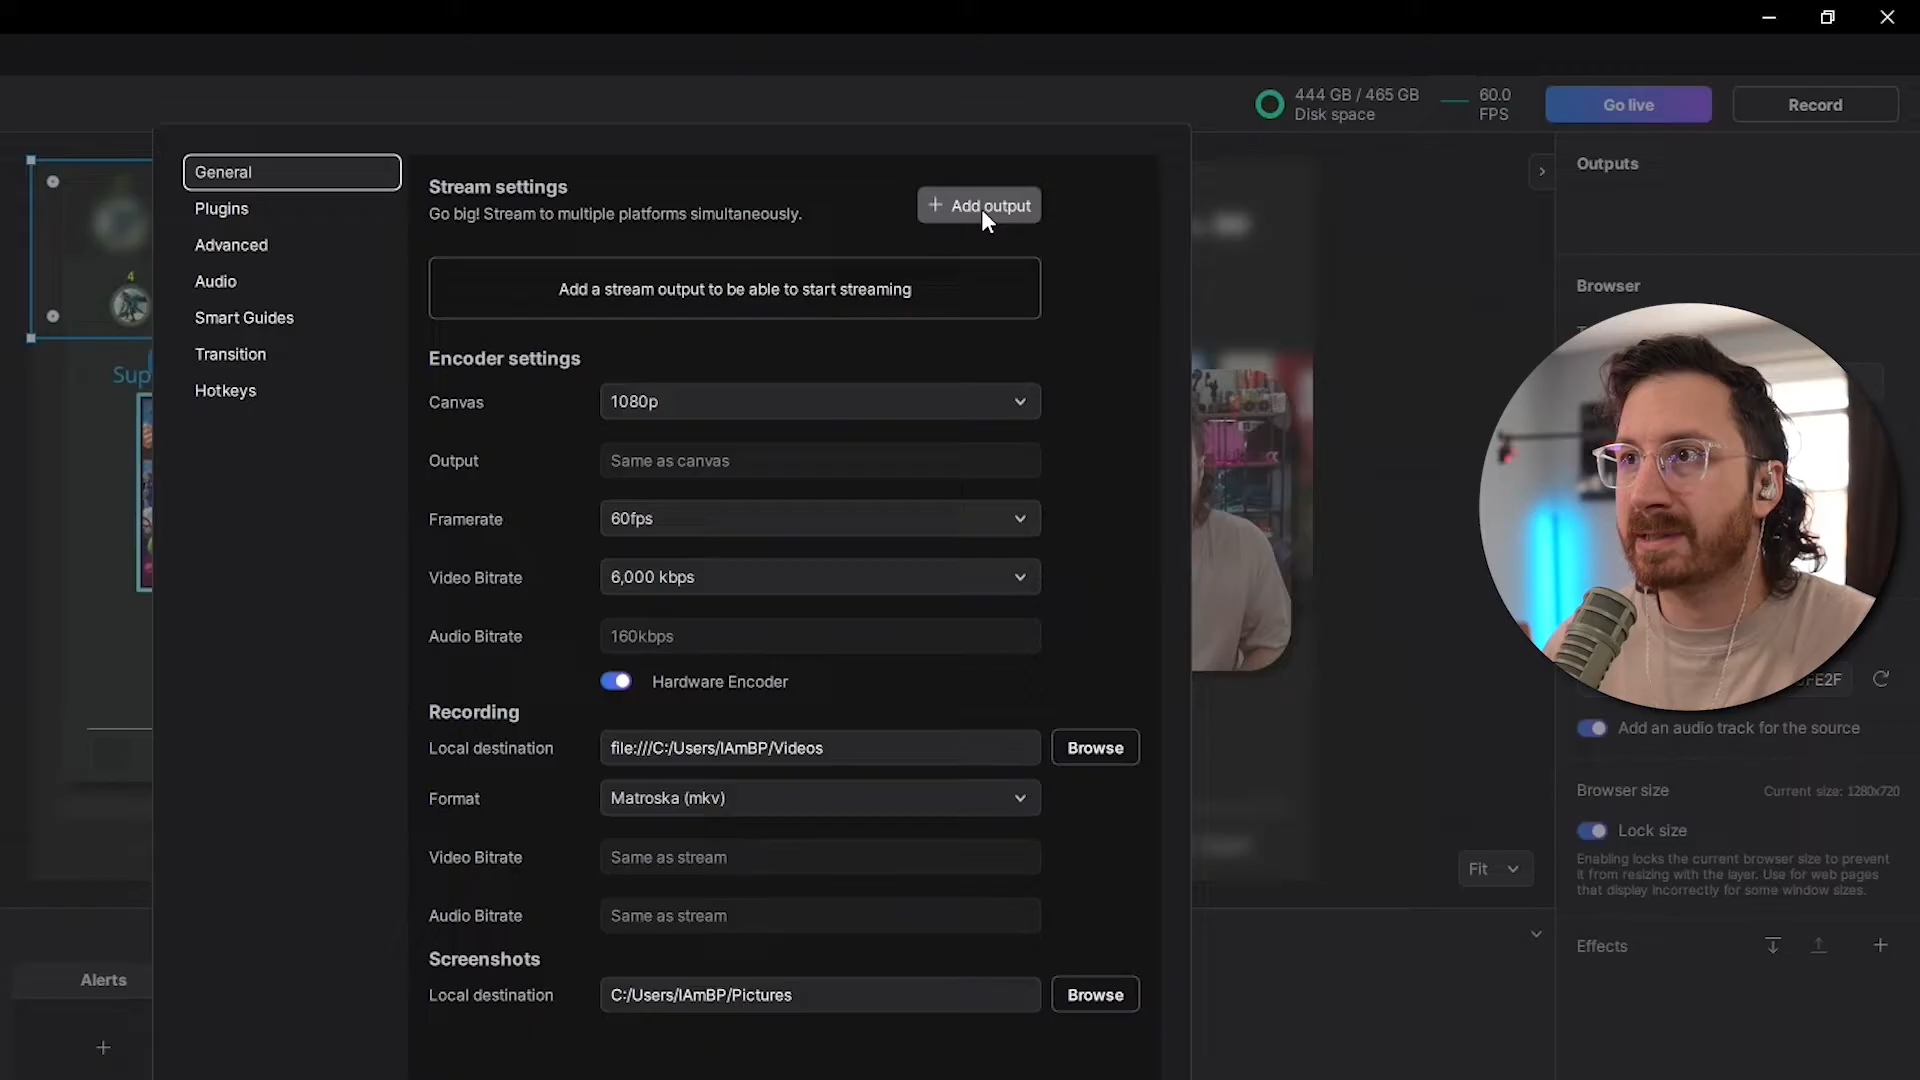 444 GB / 465 GB
Disk space
60.0
FPS
Go live
Record
General
Plugins
Advanced
Audio
Smart Guides
Transition
Hotkeys
Stream settings
Go big! Stream to multiple platforms simultaneously.
+ Add output
Add a stream output to be able to start streaming
Encoder settings
Canvas
1080p
Output
Same as canvas
Framerate
60fps
Video Bitrate
6,000 kbps
Audio Bitrate
160kbps
Hardware Encoder
Recording
Local destination
file:///C:/Users/IAmBP/Videos
Browse
Format
Matroska (mkv)
Video Bitrate
Same as stream
Audio Bitrate
Same as stream
Screenshots
Local destination
C:/Users/IAmBP/Pictures
Browse
4
Sup
Alerts
Fit
Outputs
Browser
FE2F
Add an audio track for the source
Browser size
Current size: 1280x720
Lock size
Enabling locks the current browser size to prevent
it from resizing with the layer. Use for web pages
that display incorrectly for some window sizes.
Effects